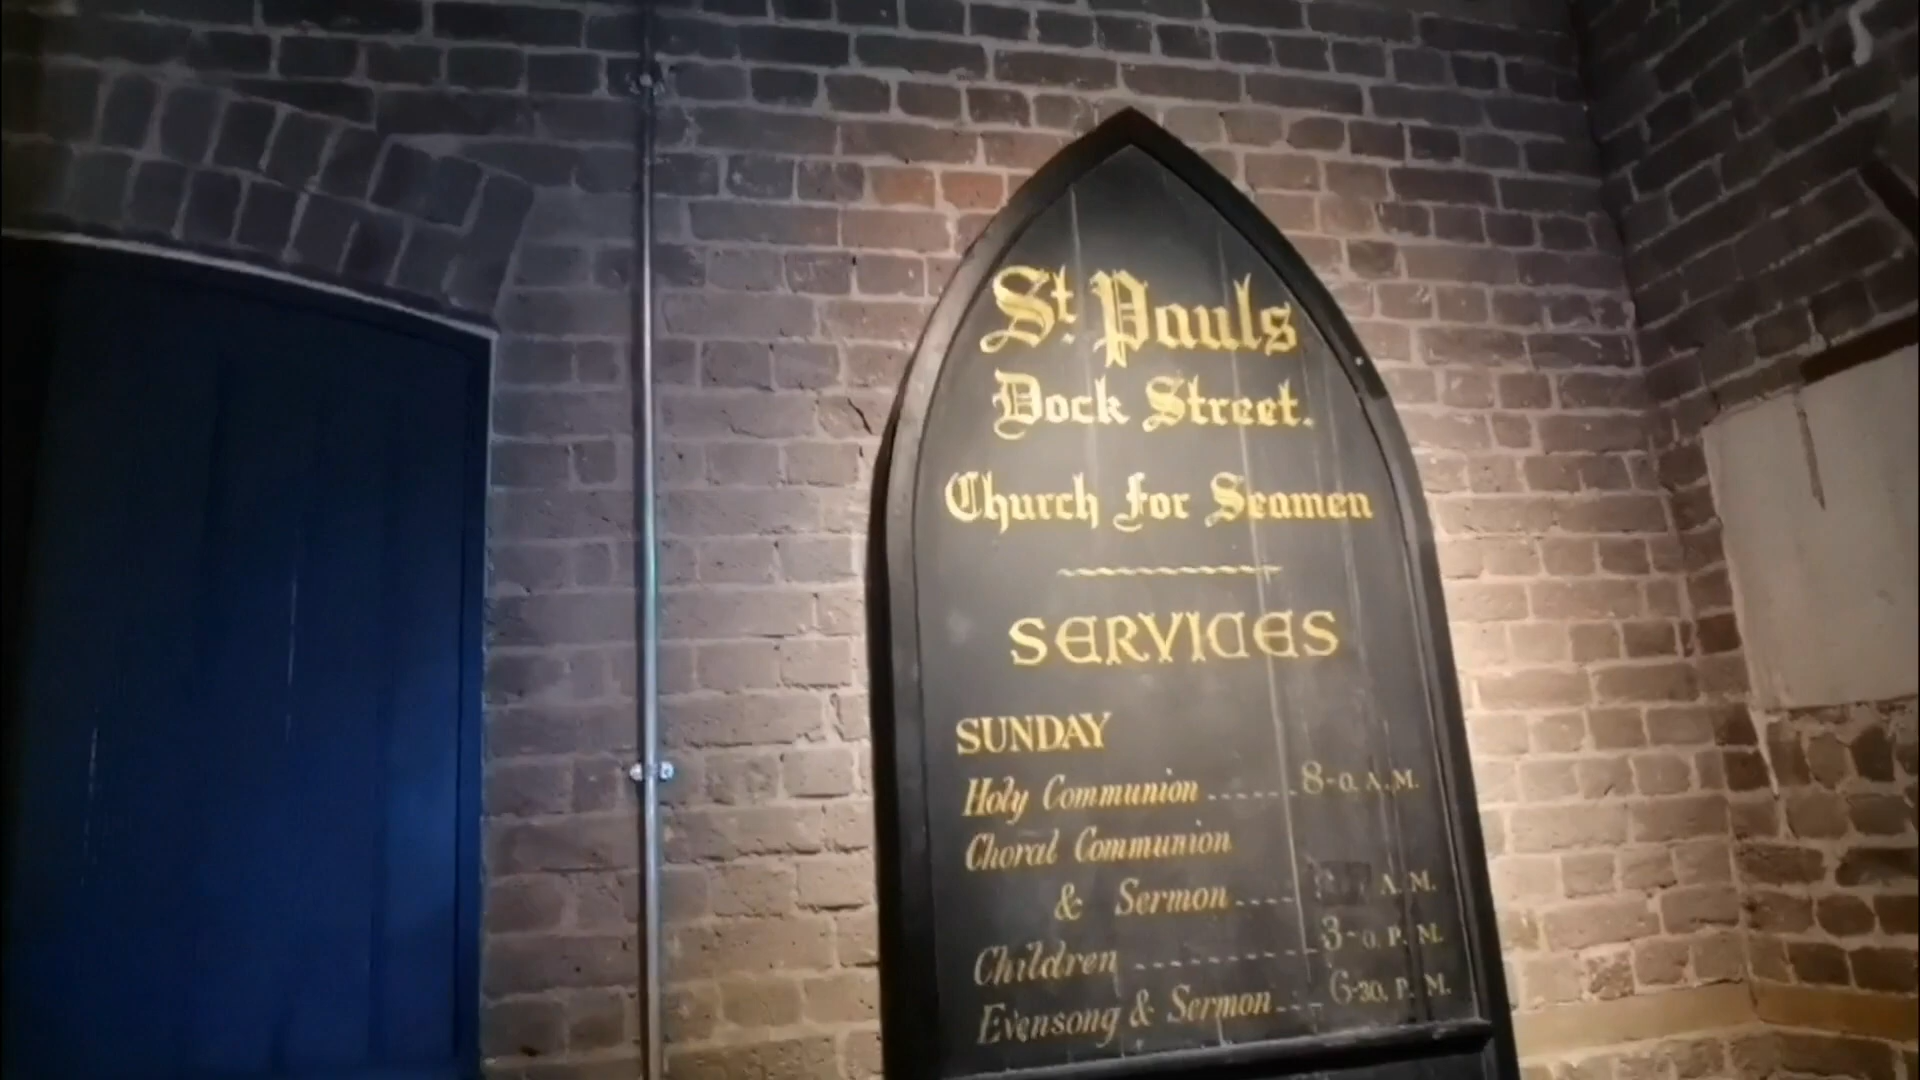 St. Pauls
Dock Street.
Church for Seamen
SERVICES
SUNDAY
Holy Communion ...... 8-0. A.M.
Choral Communion
& Sermon .... A.M.
Children .......... 3-0. P.M.
Evensong & Sermon ... 6-30. P.M.